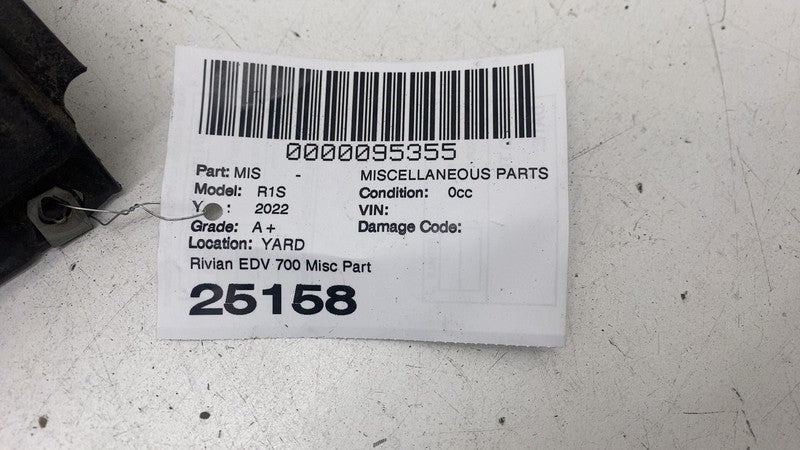 0000095355
Part: MIS - MISCELLANEOUS PARTS
Model: R1S Condition: 0cc
Y : 2022 VIN:
Grade: A+ Damage Code:
Location: YARD
Rivian EDV 700 Misc Part
25158